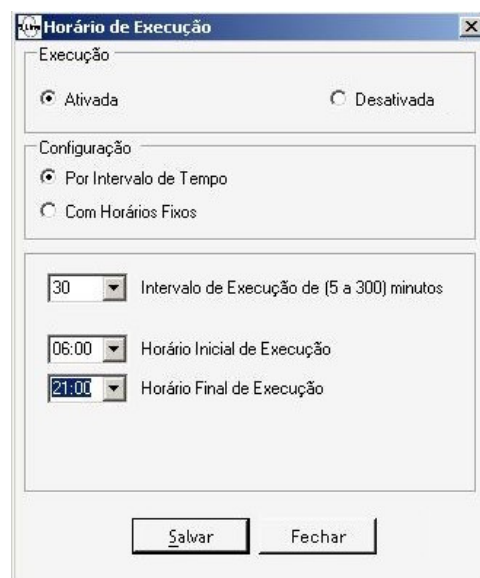 Horário de Execução
Execução
Ativada Desativada
Configuração
Por Intervalo de Tempo
Com Horários Fixos
30 Intervalo de Execução de (5 a 300) minutos
06:00 Horário Inicial de Execução
21:00 Horário Final de Execução
Salvar Fechar